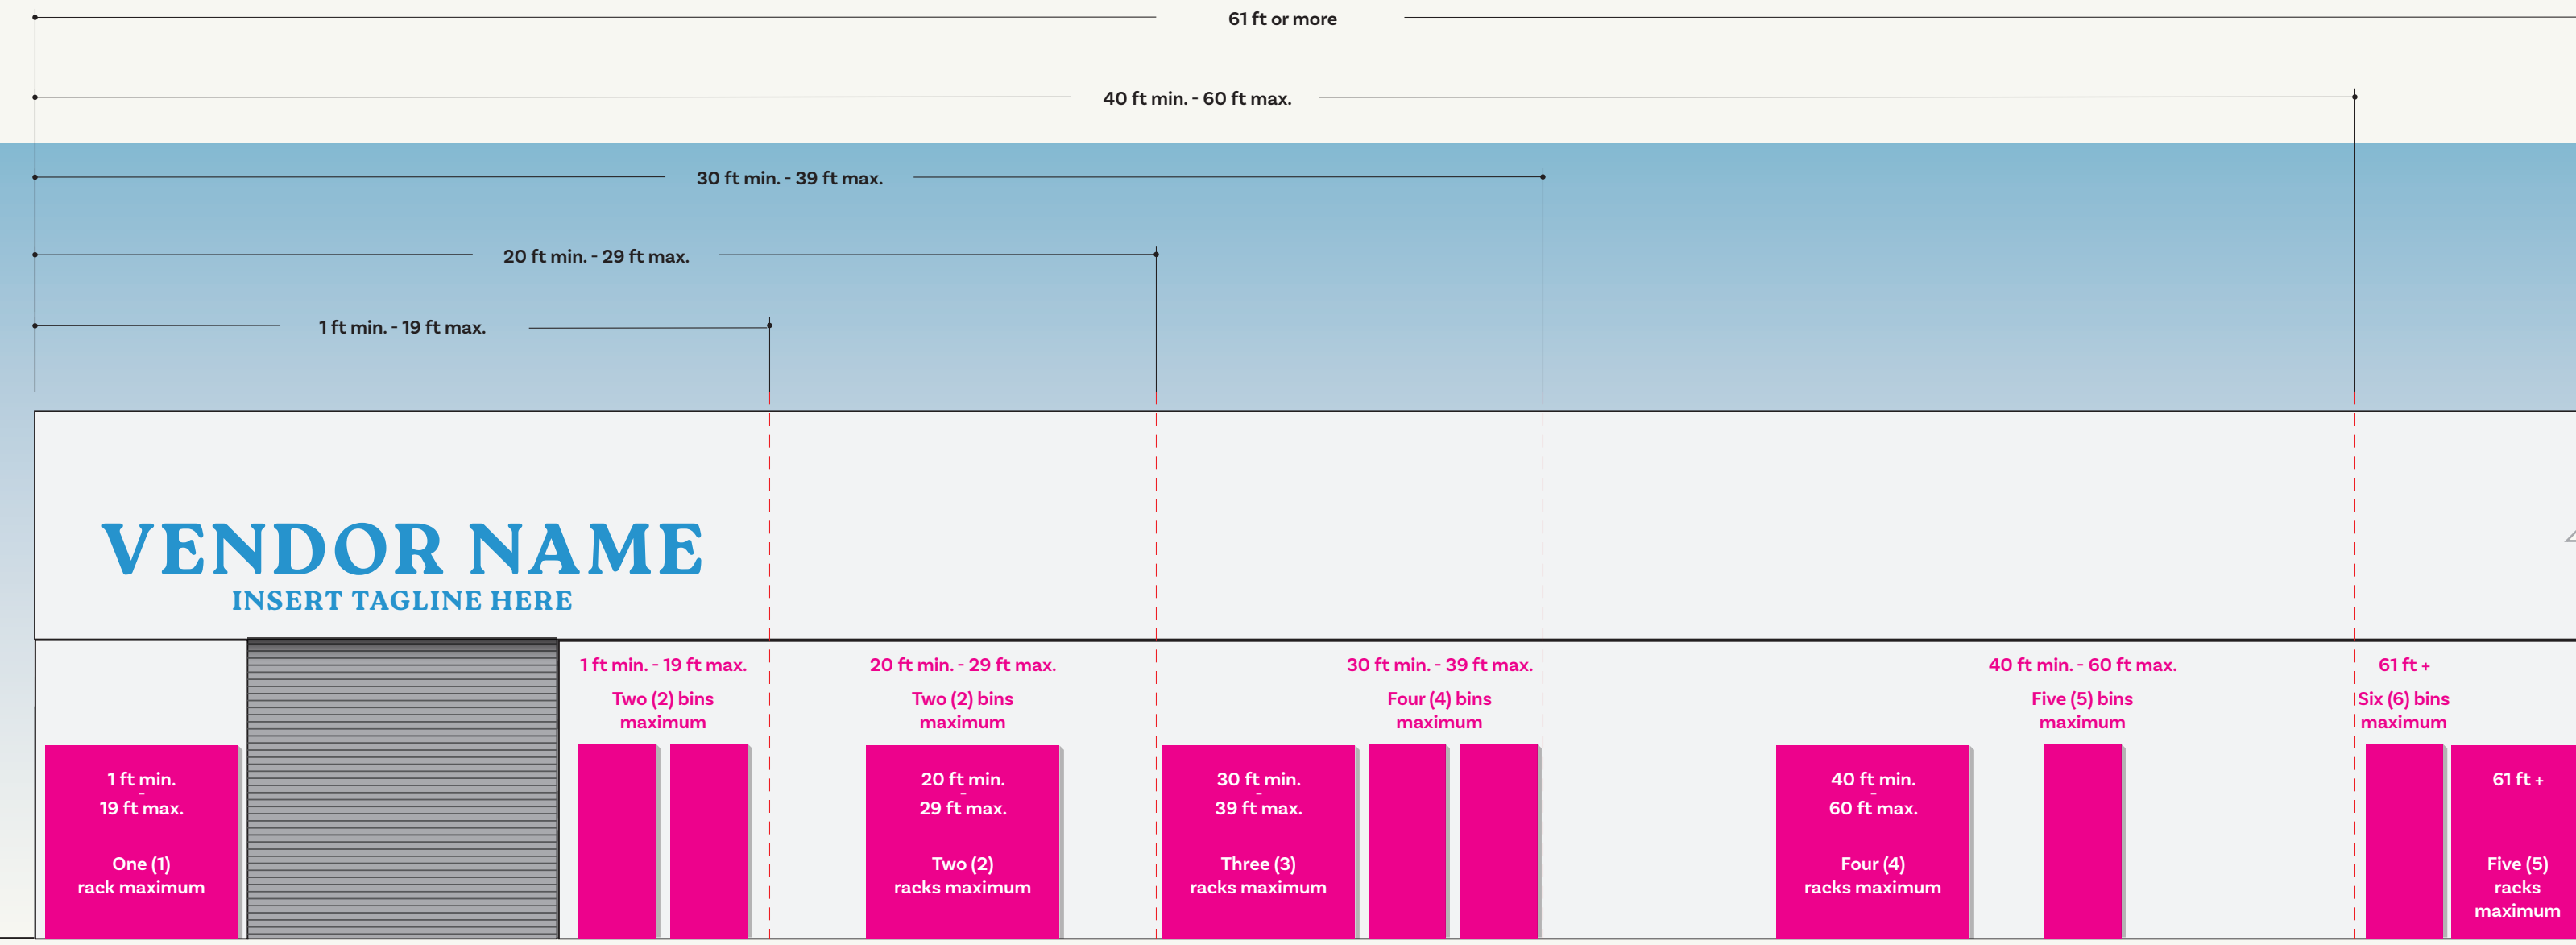 61 ft or more
40 ft min. - 60 ft max.
30 ft min. - 39 ft max.
20 ft min. - 29 ft max.
1 ft min. - 19 ft max.
VENDOR NAME
INSERT TAGLINE HERE
1 ft min. - 19 ft max.
Two (2) bins
maximum
20 ft min. - 29 ft max.
Two (2) bins
maximum
30 ft min. - 39 ft max.
Four (4) bins
maximum
40 ft min. - 60 ft max.
Five (5) bins
maximum
61 ft +
Six (6) bins
maximum
1 ft min.
-
19 ft max.
One (1)
rack maximum
20 ft min.
-
29 ft max.
Two (2)
racks maximum
30 ft min.
-
39 ft max.
Three (3)
racks maximum
40 ft min.
-
60 ft max.
Four (4)
racks maximum
61 ft +
Five (5)
racks
maximum